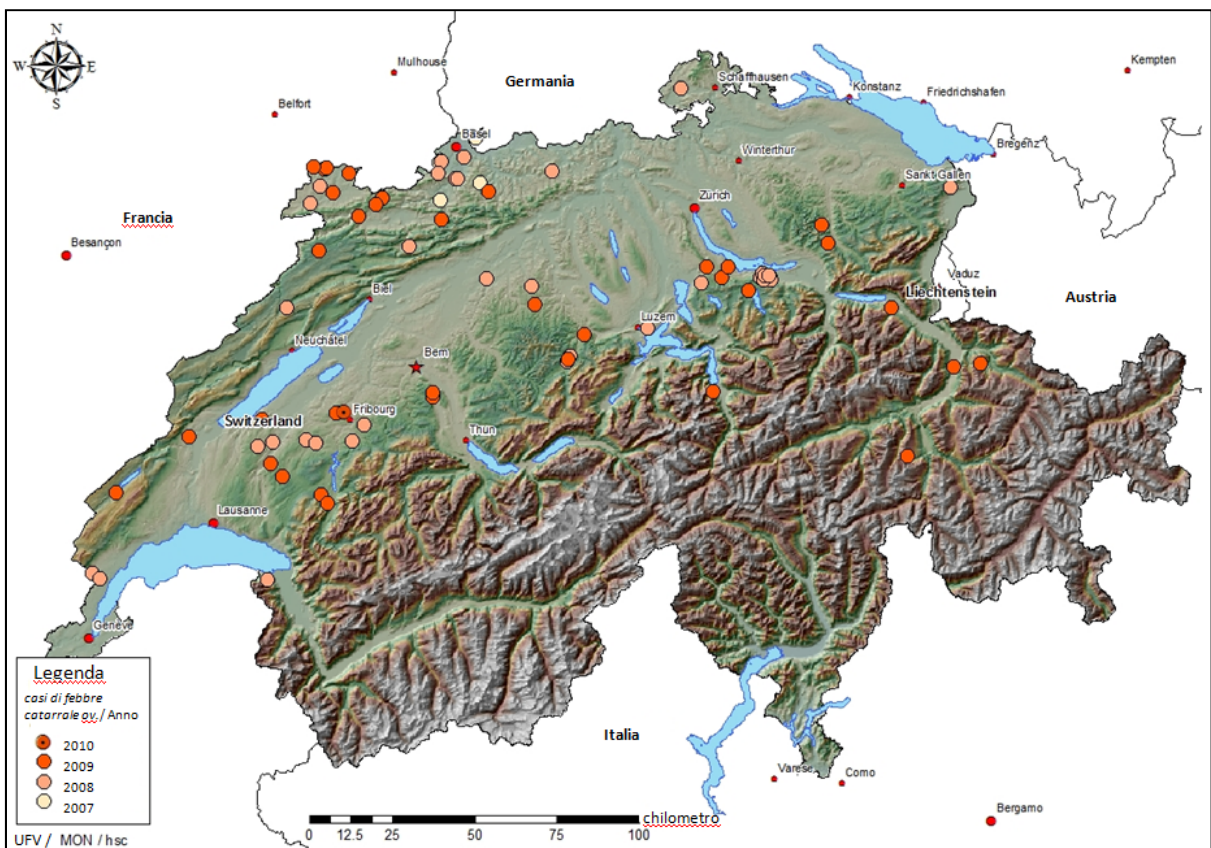 N
W E
S
Mulhouse
Germania
Schaffhausen
Konstanz
Friedrichshafen
Kempten
Belfort
Basel
Winterthur
Bregenz
Sankt Gallen
Francia
Zürich
Besançon
Biel
Vaduz
Liechtenstein
Austria
Luzern
Neuchâtel
Bern
Switzerland
Fribourg
Thun
Lausanne
Genève
Legenda
casi di febbre
catarrale ov. / Anno
2010
2009
2008
2007
Italia
Varese
Como
Bergamo
chilometro
0 12.5 25 50 75 100
UFV / MON / hsc